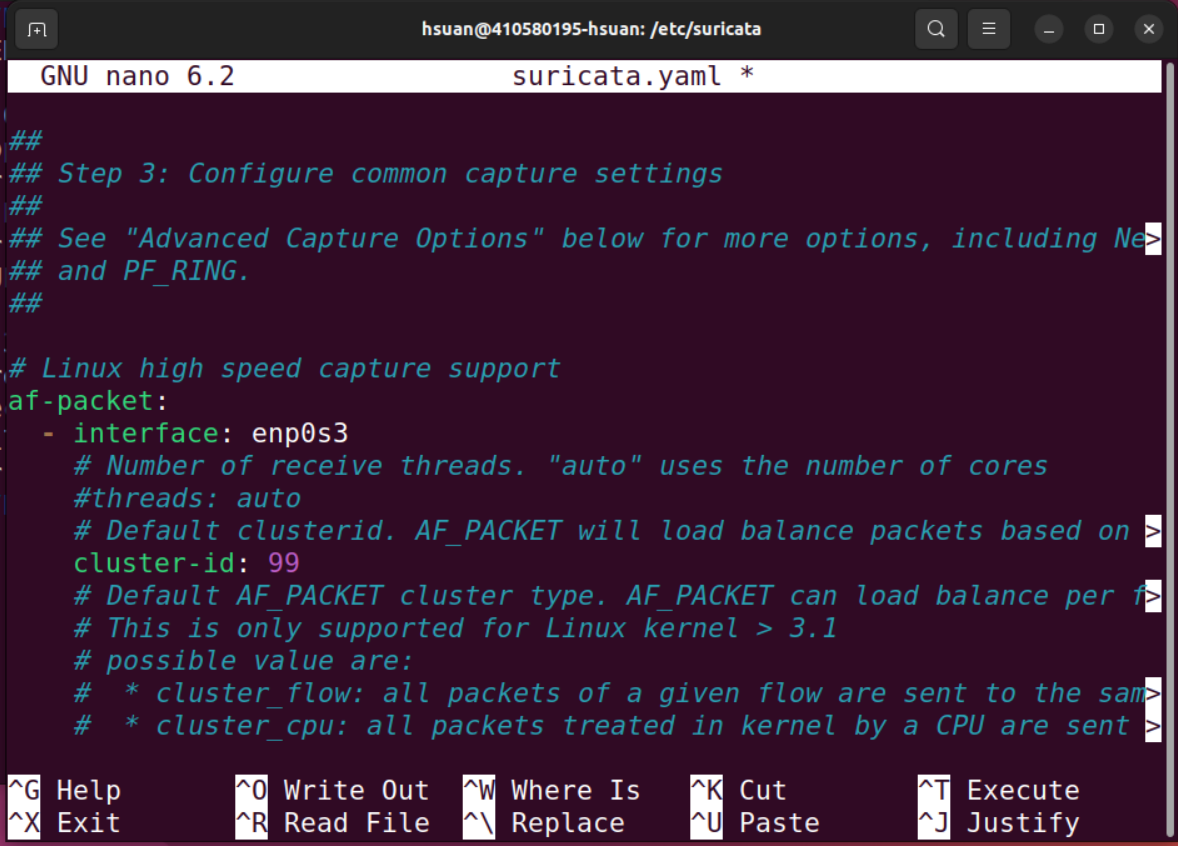 hsuan@410580195-hsuan: /etc/suricata
GNU nano 6.2 suricata.yaml *
##
## Step 3: Configure common capture settings
##
## See "Advanced Capture Options" below for more options, including Ne>
## and PF_RING.
##
# Linux high speed capture support
af-packet:
- interface: enp0s3
# Number of receive threads. "auto" uses the number of cores
#threads: auto
# Default clusterid. AF_PACKET will load balance packets based on >
cluster-id: 99
# Default AF_PACKET cluster type. AF_PACKET can load balance per f>
# This is only supported for Linux kernel > 3.1
# possible value are:
# * cluster_flow: all packets of a given flow are sent to the sam>
# * cluster_cpu: all packets treated in kernel by a CPU are sent >
^G Help ^O Write Out ^W Where Is ^K Cut ^T Execute
^X Exit ^R Read File ^\ Replace ^U Paste ^J Justify